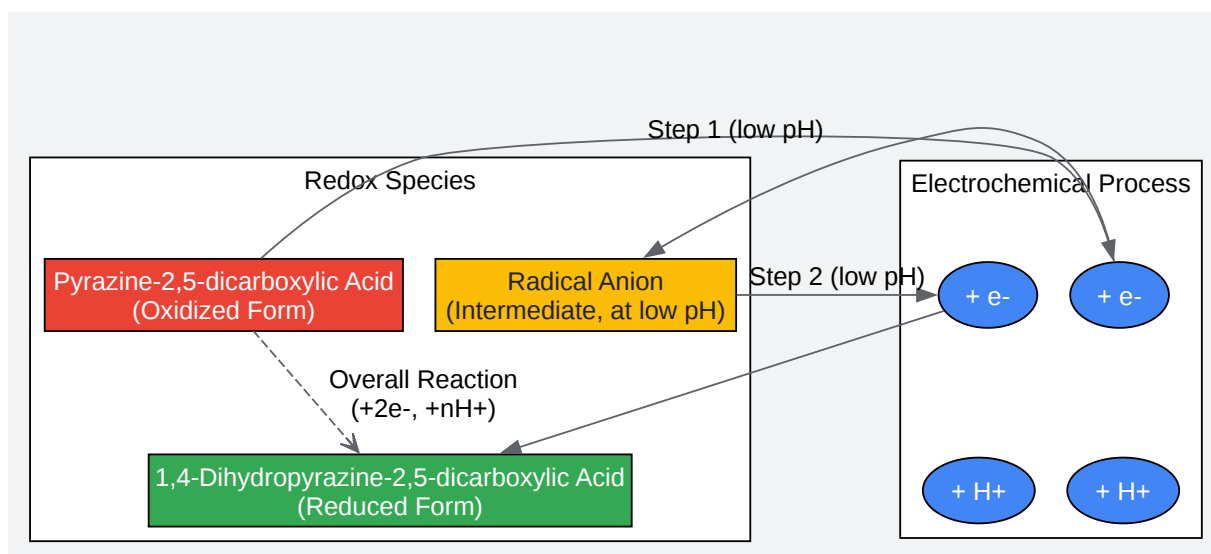 Step 1 (low pH)
Redox Species
Electrochemical Process
Pyrazine-2,5-dicarboxylic Acid
(Oxidized Form)
Radical Anion
(Intermediate, at low pH)
Step 2 (low pH)
+ e-
+ e-
Overall Reaction
(+2e-, +nH+)
1,4-Dihydropyrazine-2,5-dicarboxylic Acid
(Reduced Form)
+ H+
+ H+